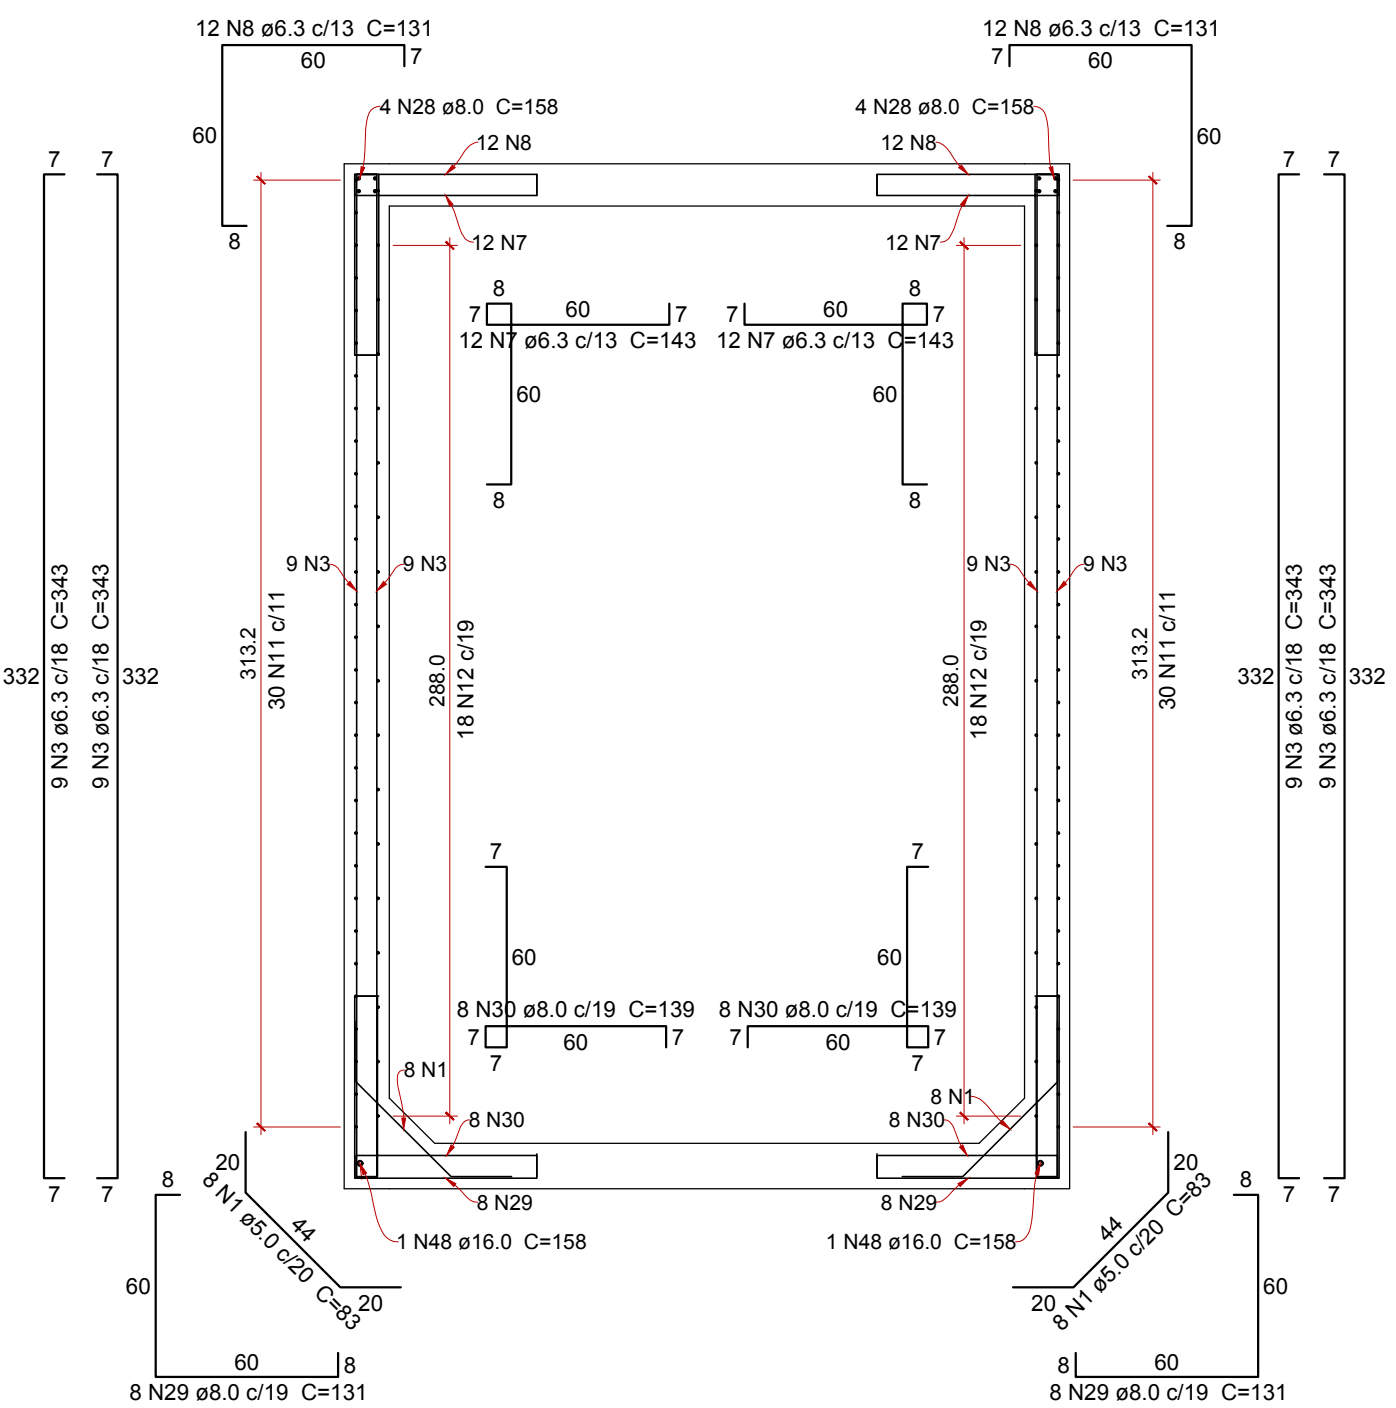 12 N8 ø6.3 c/13 C=131
60
7
60
8
12 N8 ø6.3 c/13 C=131
7
60
60
8
4 N28 ø8.0 C=158
4 N28 ø8.0 C=158
12 N8
12 N8
12 N7
12 N7
7
7
7
7
8
7
60
7
12 N7 ø6.3 c/13 C=143
60
8
8
7
60
7
12 N7 ø6.3 c/13 C=143
60
8
9 N3
9 N3
9 N3
9 N3
332
9 N3 ø6.3 c/18 C=343
9 N3 ø6.3 c/18 C=343
332
313.2
30 N11 c/11
288.0
18 N12 c/19
288.0
18 N12 c/19
313.2
30 N11 c/11
332
9 N3 ø6.3 c/18 C=343
9 N3 ø6.3 c/18 C=343
332
7
60
8 N30 ø8.0 c/19 C=139
7
60
7
7
7
60
8 N30 ø8.0 c/19 C=139
7
60
7
7
8 N1
8 N1
8 N30
8 N30
8 N29
8 N29
1 N48 ø16.0 C=158
1 N48 ø16.0 C=158
7
7
7
7
20
44
8 N1 ø5.0 c/20 C=83
20
20
44
8 N1 ø5.0 c/20 C=83
20
8
60
60
8
8 N29 ø8.0 c/19 C=131
8
60
60
8
8 N29 ø8.0 c/19 C=131